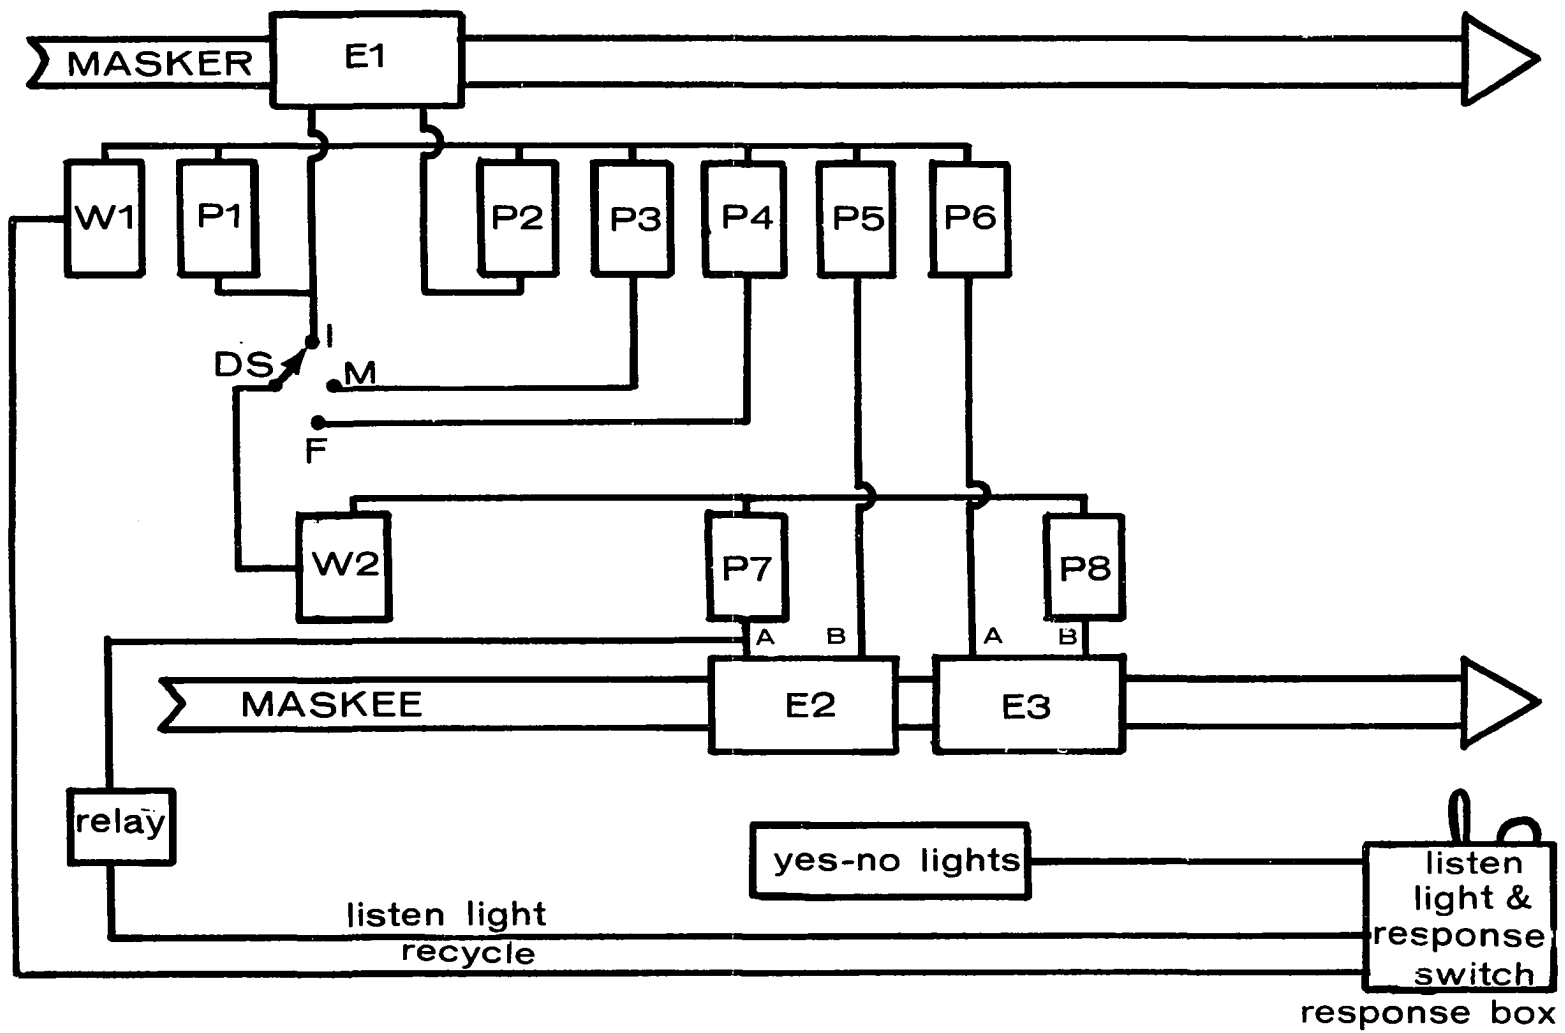 MASKER
E1
W1
P1
P2
P3
P4
P5
P6
I
DS
M
F
W2
P7
P8
A
B
A
B
MASKEE
E2
E3
relay
yes-no lights
listen
light &
response
switch
listen light
recycle
response box